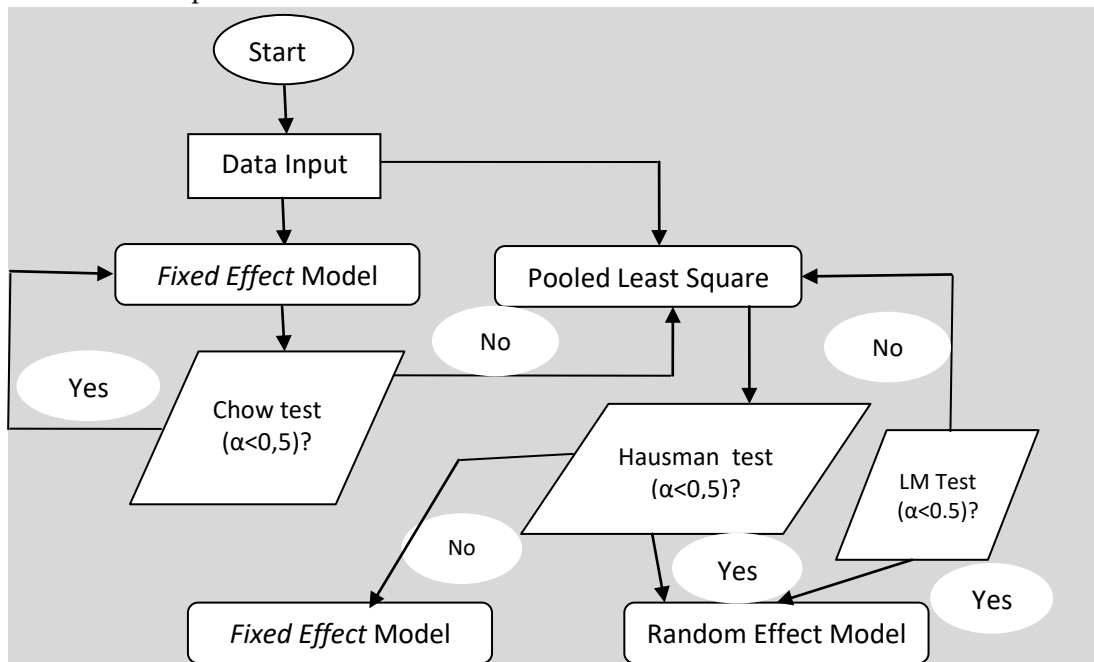 Start
Data Input
Fixed Effect Model
Pooled Least Square
No
No
Yes
Chow test
(α<0,5)?
Hausman test
(α<0,5)?
LM Test
(α<0.5)?
No
Yes
Yes
Fixed Effect Model
Random Effect Model